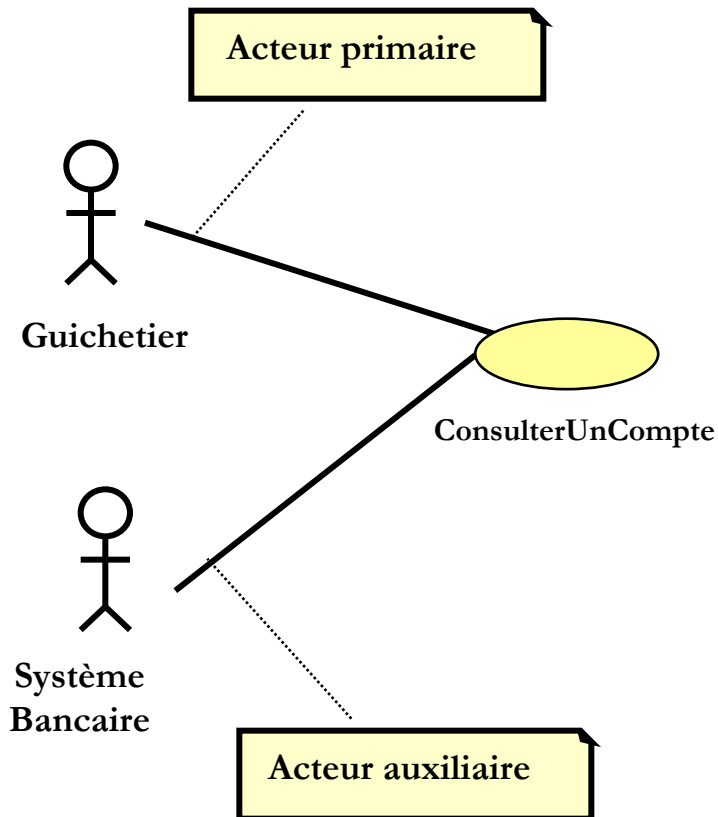 Acteur primaire
Guichetier
ConsulterUnCompte
Système
Bancaire
Acteur auxiliaire